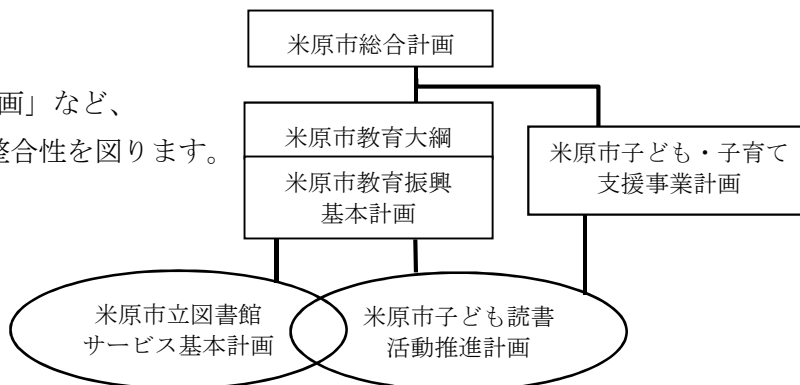 米原市総合計画
画」など、
整合性を図ります。
米原市教育大綱
米原市教育振興
基本計画
米原市子ども・子育て
支援事業計画
米原市立図書館
サービス基本計画
米原市子ども読書
活動推進計画